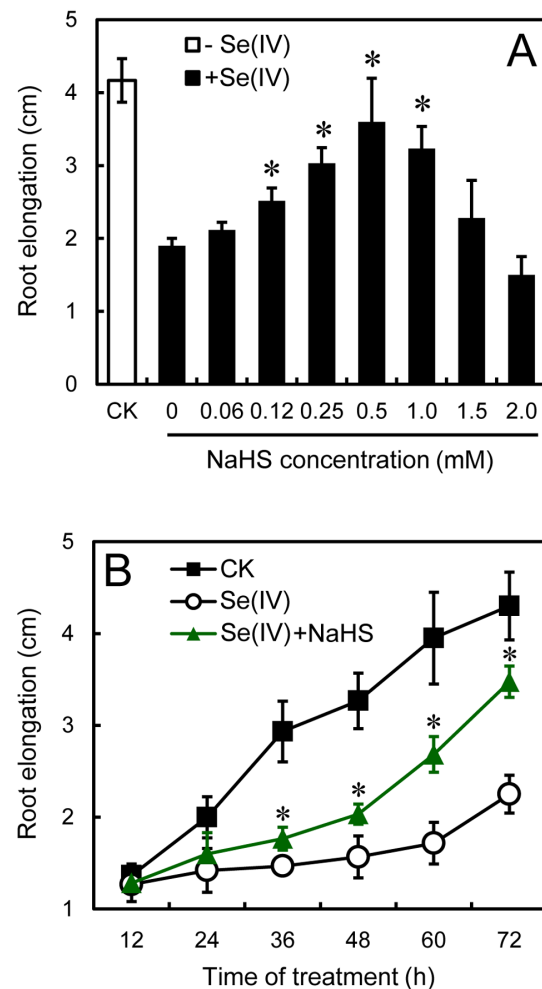 A
- Se(IV)
+Se(IV)
Root elongation (cm)
5
4
3
2
1
0
* * * *
CK 0 0.06 0.12 0.25 0.5 1.0 1.5 2.0
NaHS concentration (mM)
B
CK
Se(IV)
Se(IV)+NaHS
Root elongation (cm)
5
4
3
2
1
* * * *
12 24 36 48 60 72
Time of treatment (h)